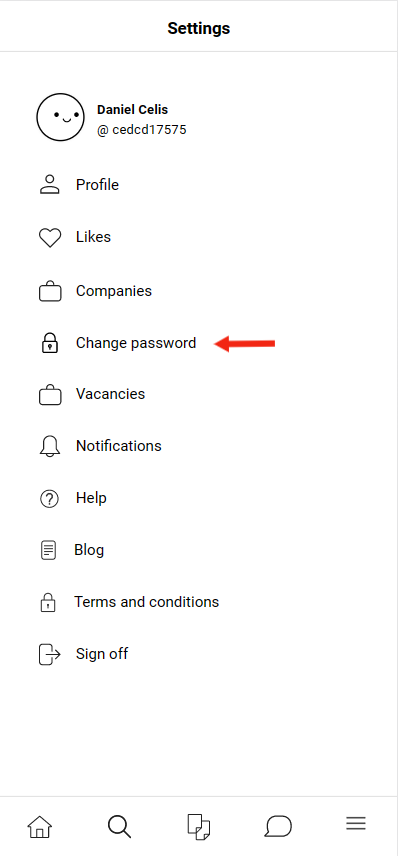 Settings
Daniel Celis
@ cedcd17575
Profile
Likes
Companies
Change password
Vacancies
Notifications
Help
Blog
Terms and conditions
Sign off